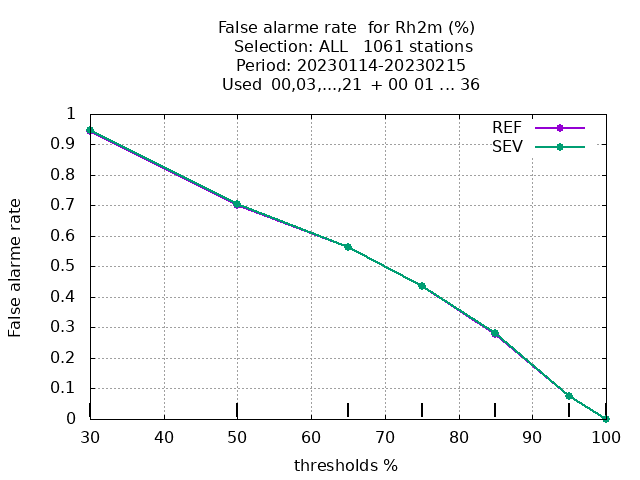 False alarme rate  for Rh2m (%)
Selection: ALL   1061 stations
Period: 20230114-20230215
Used  00,03,...,21  + 00 01 ... 36
REF
SEV
1
0.9
0.8
0.7
0.6
0.5
0.4
0.3
0.2
0.1
0
False alarme rate
30 40 50 60 70 80 90 100
thresholds %